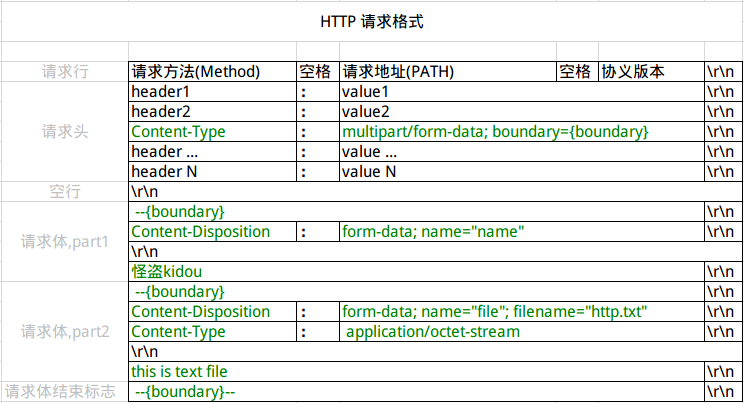 HTTP 请求格式
请求行 请求方法(Method) 空格 请求地址(PATH) 空格 协义版本 \r\n
header1 : value1 \r\n
header2 : value2 \r\n
请求头 Content-Type : multipart/form-data; boundary={boundary} \r\n
header ... : value ... \r\n
header N : value N \r\n
空行 \r\n
--{boundary} \r\n
请求体,part1 Content-Disposition : form-data; name="name" \r\n
\r\n
怪盗kidou \r\n
--{boundary} \r\n
Content-Disposition : form-data; name="file"; filename="http.txt" \r\n
请求体,part2 Content-Type : application/octet-stream \r\n
\r\n
this is text file \r\n
请求体结束标志 --{boundary}-- \r\n